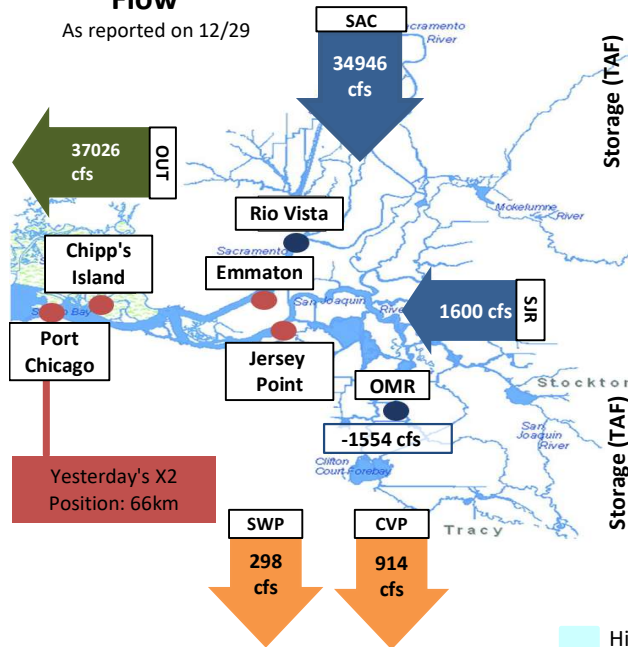 Flow
As reported on 12/29
SAC
34946
cfs
Sacramento
River
Storage (TAF)
37026
cfs
OUT
Mokelumne
River
Rio Vista
Chipp's
Island
Sacramento
Emmaton
San Joaquin
River
1600 cfs
SJR
Bay
Port
Chicago
Jersey
Point
OMR
Stockton
-1554 cfs
San
Joaquin
River
Storage (TAF)
Yesterday's X2
Position: 66km
Clifton
Court Forebay
Tracy
SWP
CVP
298
cfs
914
cfs
Hi